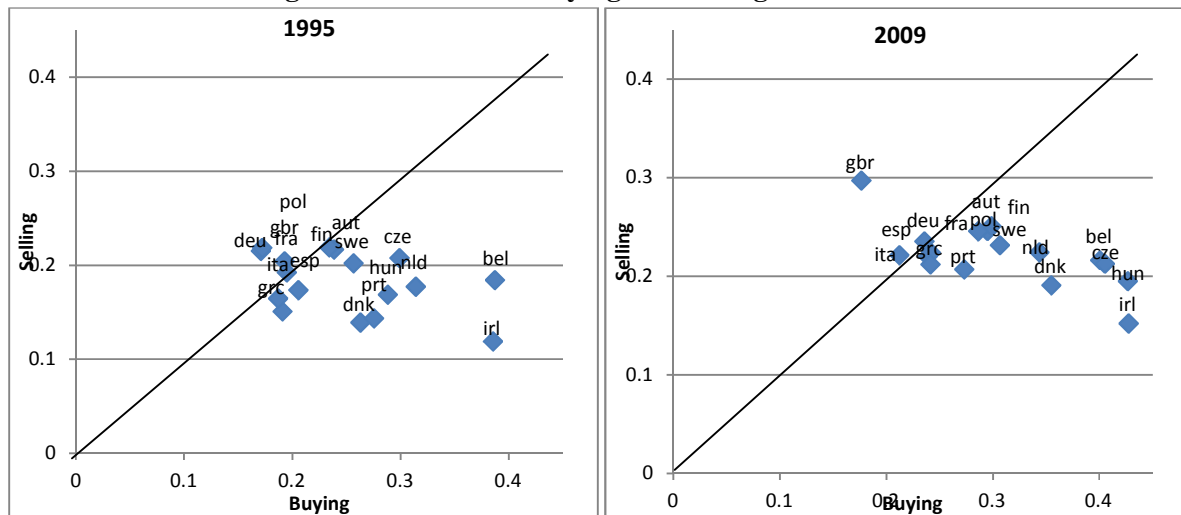 1995
0.4
0.3
0.2
0.1
0
Selling
pol
gbr
aut
deu
fra
fin
swe
cze
bel
ita
esp
hun
nld
grc
prt
dnk
irl
0
0.1
0.2
0.3
0.4
Buying
2009
0.4
0.3
0.2
0.1
0
Selling
gbr
aut
fin
deu
fra
pol
esp
swe
bel
ita
grc
prt
nld
cze
dnk
hun
irl
0
0.1
0.2
0.3
0.4
Buying